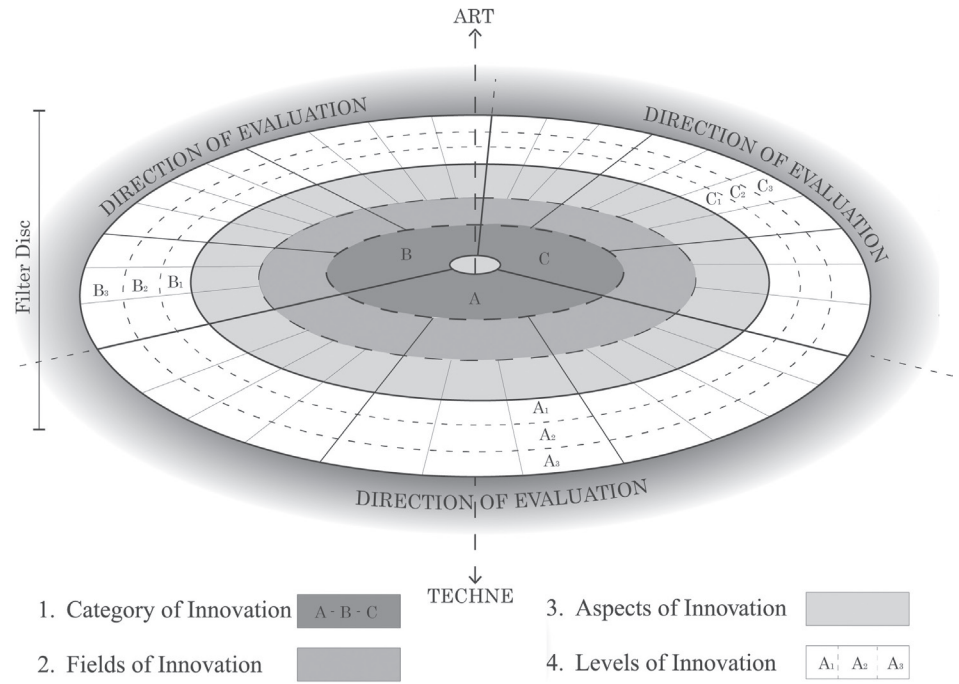 ART
DIRECTION OF EVALUATION
DIRECTION OF EVALUATION
Filter Disc
C1 C2 C3
B
C
B3 B2 B1
A
A1
A2
A3
DIRECTION OF EVALUATION
TECHNE
1. Category of Innovation A - B - C
2. Fields of Innovation
3. Aspects of Innovation
4. Levels of Innovation A1 A2 A3